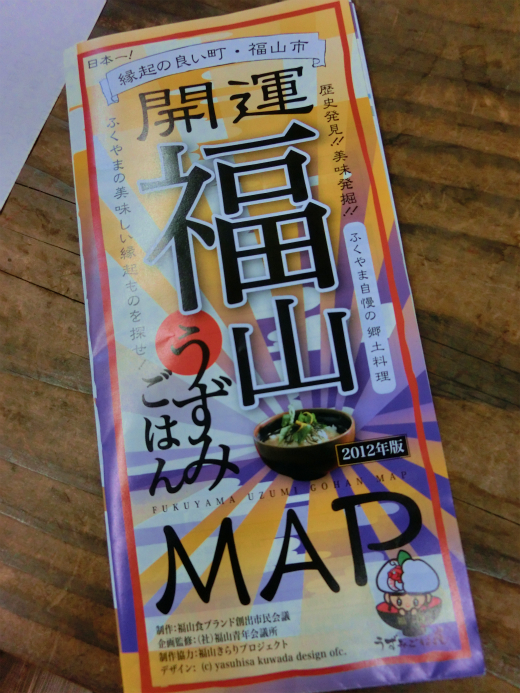 日本一!
縁起の良い町・福山市
開運
福山
うずみ
ごはん
歴史発見!!美味発掘!!
ふくやまの美味しい縁起ものを探せ!
ふくやま自慢の郷土料理
2012年版
FUKUYAMA UZUMI GOHAN MAP
MAP
制作:福山食ブランド創出市民会議
企画監修:(社)福山青年会議所
制作協力:福山きらりプロジェクト
デザイン: (c) yasuhisa kuwada design ofc.